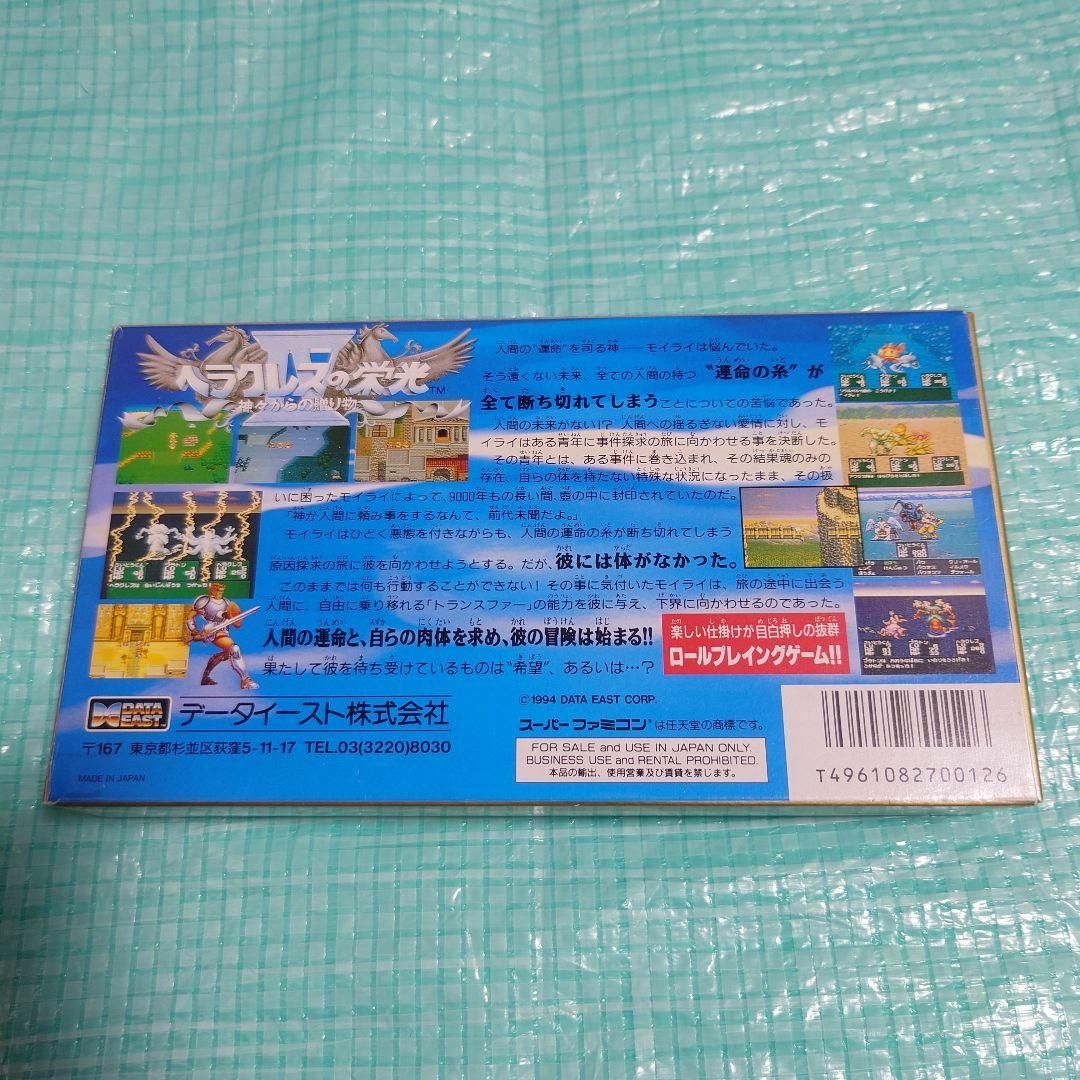 ヘラクレスの栄光
IV
神々からの贈り物
TM
人間の“運命”を司る神――モイライは悩んでいた。
そう遠くない未来、全ての人間の持つ“運命の糸”が
全て断ち切れてしまうことについての苦悩であった。
人間の未来がない!? 人間への揺るぎない愛情に対し、モ
イライはある青年に事件探求の旅に向かわせる事を決断した。
その青年とは、ある事件に巻き込まれ、その結果魂のみの
存在、自らの体を持たない特殊な状況になったまま、その扱
いに困ったモイライによって、9000年もの長い間、壺の中に封印されていたのだ。
「神が人間に頼み事をするなんて、前代未聞だよ。」
モイライはひどく悪態を付きながらも、人間の運命の糸が断ち切れてしまう
原因探求の旅に彼を向かわせようとする。だが、彼には体がなかった。
このままでは何も行動することができない! その事に気付いたモイライは、旅の途中に出会う
人間に、自由に乗り移れる「トランスファー」の能力を彼に与え、下界に向かわせるのであった。
人間の運命と、自らの肉体を求め、彼の冒険は始まる!!
果たして彼を待ち受けているものは“希望”、あるいは…?
楽しい仕掛けが目白押しの抜群
ロールプレイングゲーム!!
DATA
EAST
データイースト株式会社
〒167 東京都杉並区荻窪5-11-17 TEL.03(3220)8030
MADE IN JAPAN
©1994 DATA EAST CORP.
スーパーファミコンは任天堂の商標です。
FOR SALE and USE IN JAPAN ONLY.
BUSINESS USE and RENTAL PROHIBITED.
本品の輸出、使用営業及び賃貸を禁じます。
T4961082700126